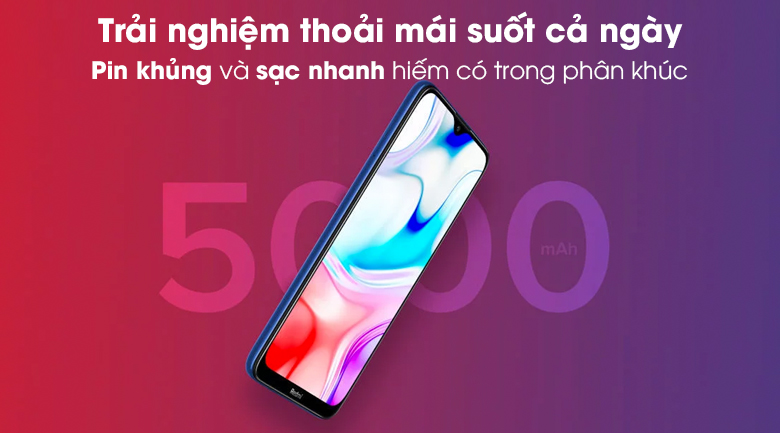 Trải nghiệm thoải mái suốt cả ngày
Pin khủng và sạc nhanh hiếm có trong phân khúc
5000
mAh
Redmi